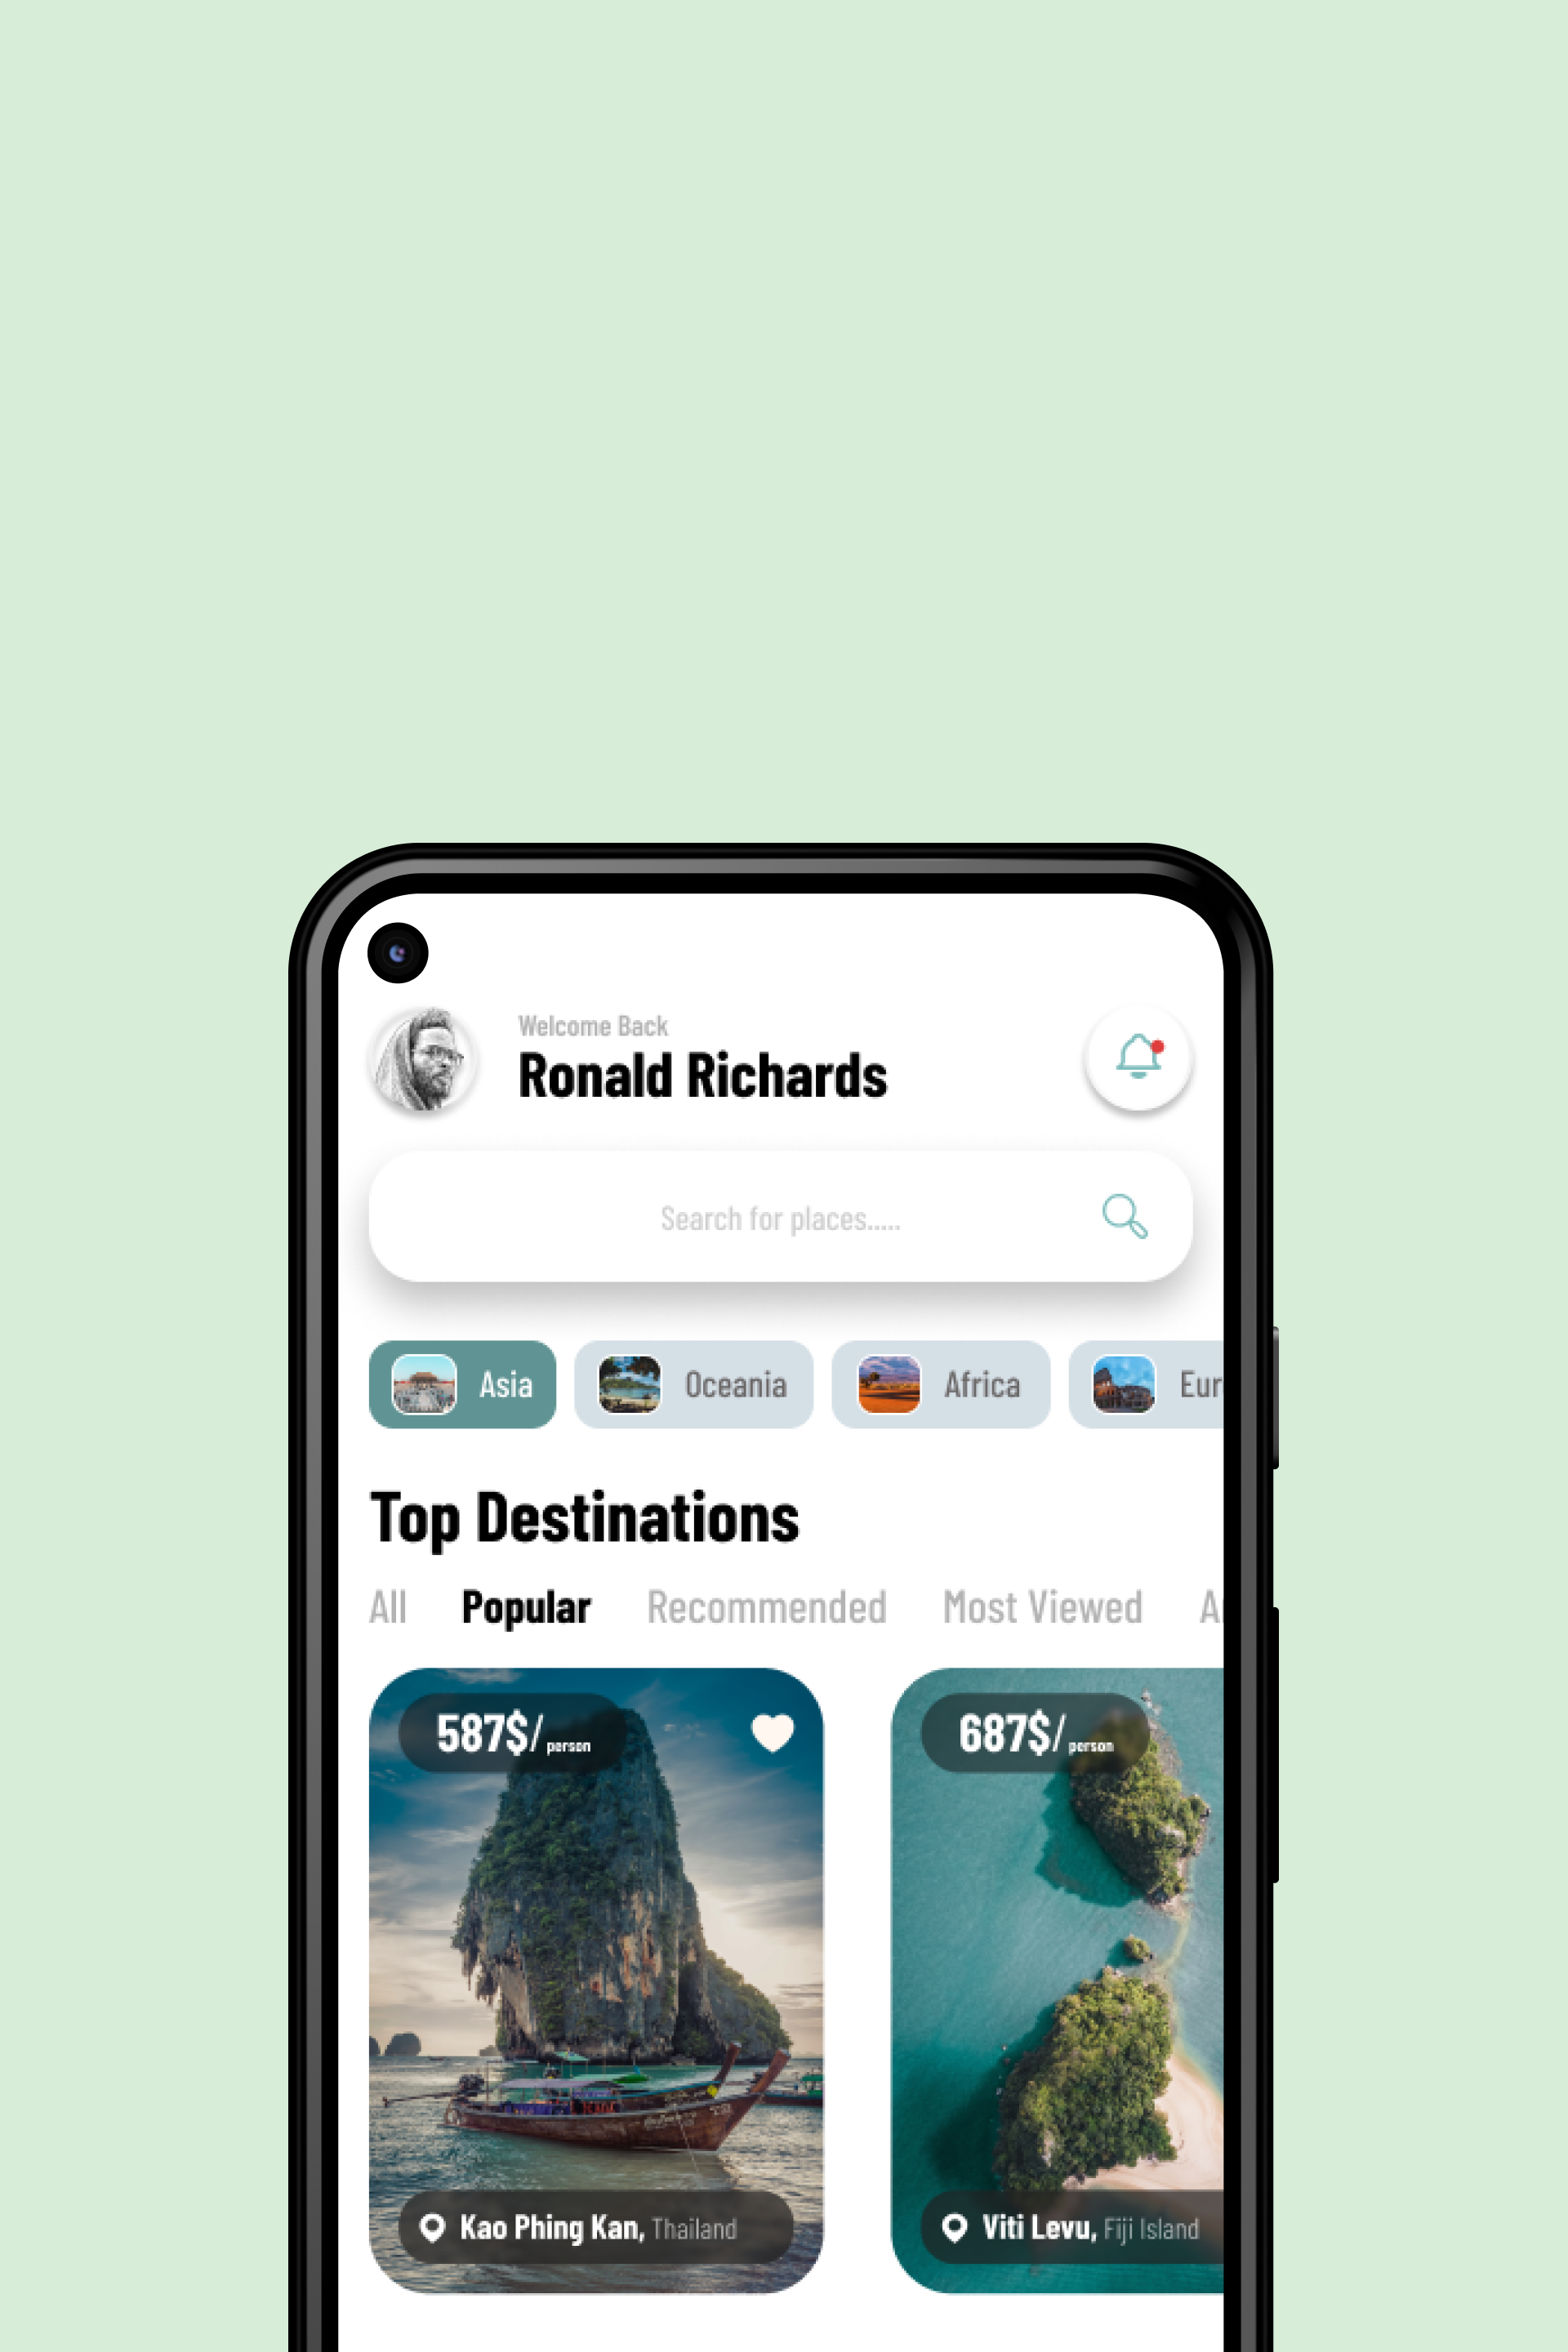 Welcome Back
Ronald Richards
Search for places.....
Asia
Oceania
Africa
Eur
Top Destinations
All Popular Recommended Most Viewed
587$/person
687$/person
Kao Phing Kan, Thailand
Viti Levu, Fiji Island